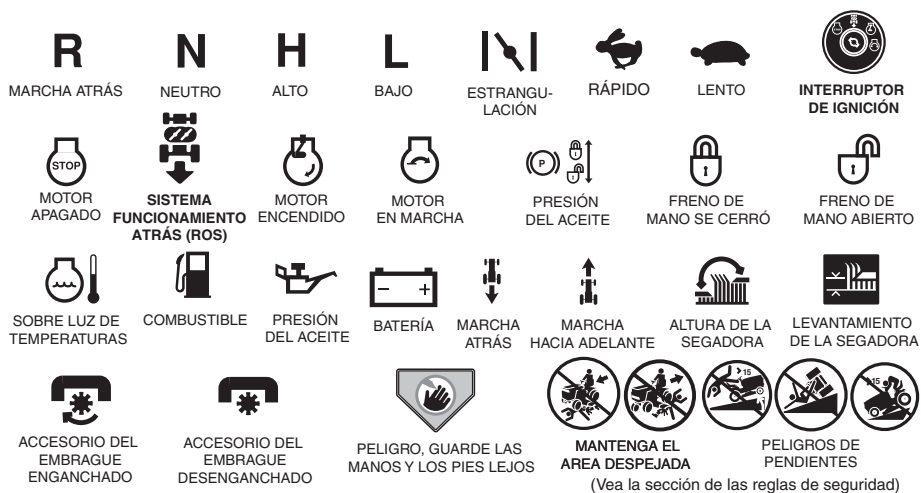 R N H L
MARCHA ATRÁS
NEUTRO
ALTO
BAJO
ESTRANGU-
LACIÓN
RÁPIDO
LENTO
INTERRUPTOR
DE IGNICIÓN
STOP
MOTOR
APAGADO
SISTEMA
FUNCIONAMIENTO
ATRÁS (ROS)
MOTOR
ENCENDIDO
MOTOR
EN MARCHA
P
PRESIÓN
DEL ACEITE
FRENO DE
MANO SE CERRÓ
FRENO DE
MANO ABIERTO
SOBRE LUZ DE
TEMPERATURAS
COMBUSTIBLE
PRESIÓN
DEL ACEITE
BATERÍA
MARCHA
ATRÁS
MARCHA
HACIA ADELANTE
ALTURA DE LA
SEGADORA
LEVANTAMIENTO
DE LA SEGADORA
ACCESORIO DEL
EMBRAGUE
ENGANCHADO
ACCESORIO DEL
EMBRAGUE
DESENGANCHADO
PELIGRO, GUARDE LAS
MANOS Y LOS PIES LEJOS
MANTENGA EL
AREA DESPEJADA
15
15
PELIGROS DE
PENDIENTES
(Vea la sección de las reglas de seguridad)